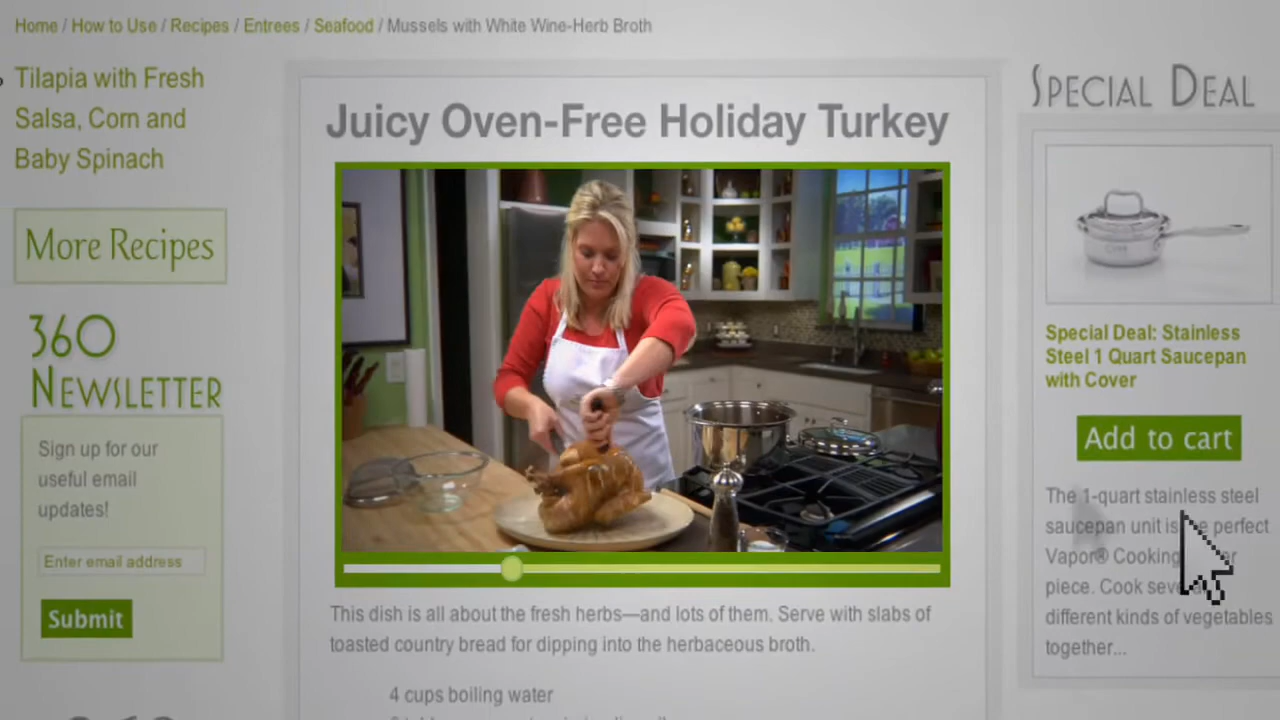 Home / How to Use / Recipes / Entrees / Seafood / Mussels with White Wine-Herb Broth
Tilapia with Fresh
Salsa, Corn and
Baby Spinach
More Recipes
360
Newsletter
Sign up for our
useful email
updates!
Enter email address
Submit
Juicy Oven-Free Holiday Turkey
This dish is all about the fresh herbs—and lots of them. Serve with slabs of
toasted country bread for dipping into the herbaceous broth.
4 cups boiling water
Special Deal
Special Deal: Stainless
Steel 1 Quart Saucepan
with Cover
Add to cart
The 1-quart stainless steel
saucepan unit is perfect
Vapor® Cooking
piece. Cook
different kinds of vegetables
together...